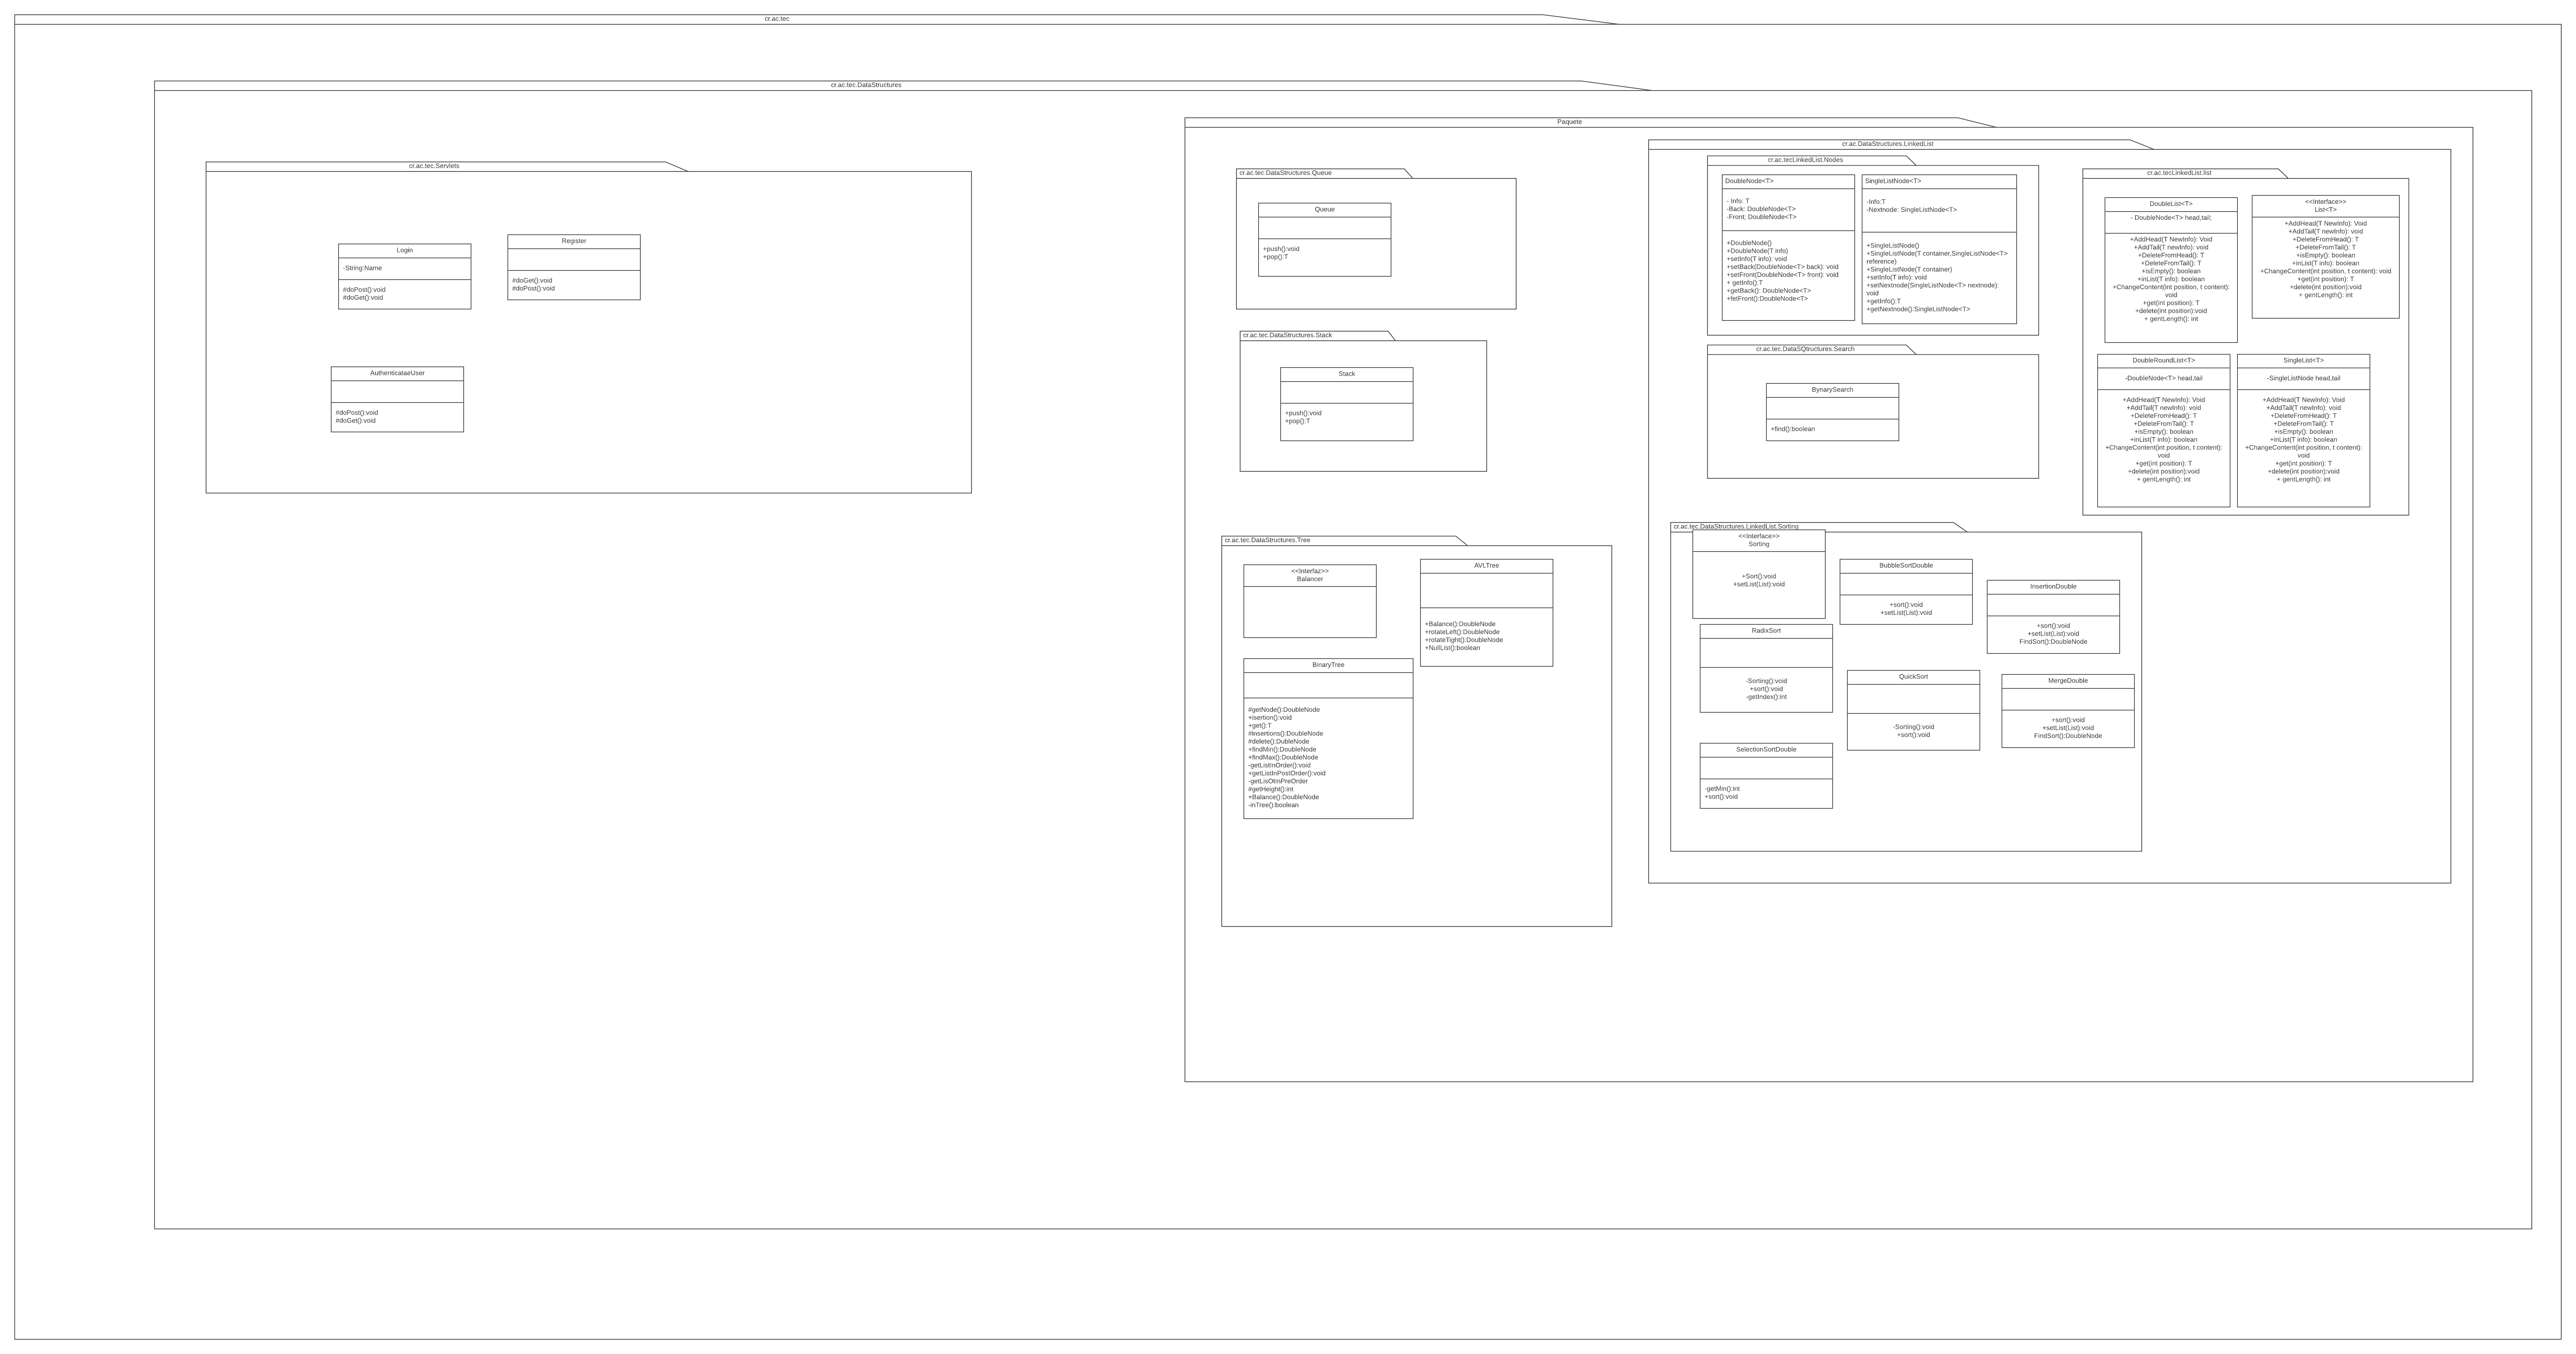 cr.ac.tec
cr.ac.tec.DataStructures
cr.ac.tec.Servlets
Login
-String:Name
#doPost():void
#doGet():void
Register
#doGet():void
#doPost():void
AuthenticataeUser
#doPost():void
#doGet():void
Paquete
cr.ac.tec.DataStructures.Queue
Queue
+push():void
+pop():T
cr.ac.tec.DataStructures.Stack
Stack
+push():void
+pop():T
cr.ac.tec.DataStructures.Tree
<<Interfaz>>
Balancer
AVLTree
+Balance():DoubleNode
+rotateLeft():DoubleNode
+rotateTight():DoubleNode
+NullList():boolean
BinaryTree
#getNode():DoubleNode
+isertion():void
+get():T
#insertions():DoubleNode
#delete():DubleNode
+findMin():DoubleNode
+findMax():DoubleNode
-getListInOrder():void
+getListInPostOrder():void
-getLisOtInPreOrder
#getHeight():int
+Balance():DoubleNode
-inTree():boolean
cr.ac.DataStructures.LinkedList
cr.ac.tecLinkedList.Nodes
DoubleNode<T>
- Info: T
-Back: DoubleNode<T>
-Front; DoubleNode<T>
+DoubleNode()
+DoubleNode(T info)
+setInfo(T info): void
+setBack(DoubleNode<T> back): void
+setFront(DoubleNode<T> front): void
+ getInfo():T
+getBack(): DoubleNode<T>
+fetFront():DoubleNode<T>
SingleListNode<T>
-Info:T
-Nextnode: SingleListNode<T>
+SingleListNode()
+SingleListNode(T container,SingleListNode<T>
reference)
+SingleListNode(T container)
+setInfo(T info): void
+setNextnode(SingleListNode<T> nextnode):
void
+getInfo():T
+getNextnode():SingleListNode<T>
cr.ac.tec.DataSQtructures.Search
BynarySearch
+find():boolean
cr.ac.tecLinkedList.list
DoubleList<T>
- DoubleNode<T> head,tail;
+AddHead(T NewInfo): Void
+AddTail(T newInfo): void
+DeleteFromHead(): T
+DeleteFromTail(): T
+isEmpty(): boolean
+inList(T info): boolean
+ChangeContent(int position, t content):
void
+get(int position): T
+delete(int position):void
+ gentLength(): int
<<Interface>>
List<T>
+AddHead(T NewInfo): Void
+AddTail(T newInfo): void
+DeleteFromHead(): T
+DeleteFromTail(): T
+isEmpty(): boolean
+inList(T info): boolean
+ChangeContent(int position, t content): void
+get(int position): T
+delete(int position):void
+ gentLength(): int
DoubleRoundList<T>
-DoubleNode<T> head,tail
+AddHead(T NewInfo): Void
+AddTail(T newInfo): void
+DeleteFromHead(): T
+DeleteFromTail(): T
+isEmpty(): boolean
+inList(T info): boolean
+ChangeContent(int position, t content):
void
+get(int position): T
+delete(int position):void
+ gentLength(): int
SingleList<T>
-SingleListNode head,tail
+AddHead(T NewInfo): Void
+AddTail(T newInfo): void
+DeleteFromHead(): T
+DeleteFromTail(): T
+isEmpty(): boolean
+inList(T info): boolean
+ChangeContent(int position, t content):
void
+get(int position): T
+delete(int position):void
+ gentLength(): int
cr.ac.tec.DataStructures.LinkedList.Sorting
<<Interface>>
Sorting
+Sort():void
+setList(List):void
BubbleSortDouble
+sort():void
+setList(List):void
InsertionDouble
+sort():void
+setList(List):void
FindSort():DoubleNode
RadixSort
-Sorting():void
+sort():void
-getIndex():int
QuickSort
-Sorting():void
+sort():void
MergeDouble
+sort():void
+setList(List):void
FindSort():DoubleNode
SelectionSortDouble
-getMin():int
+sort():void